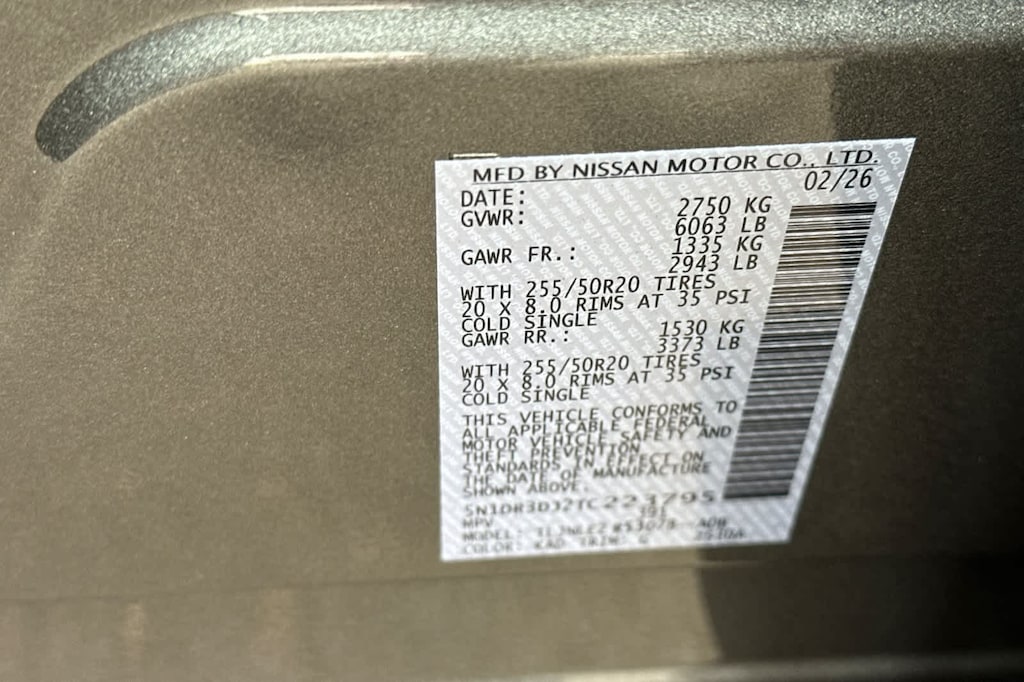 MFD BY NISSAN MOTOR CO., LTD.
DATE: 02/26
GVWR: 2750 KG
6063 LB
GAWR FR.: 1335 KG
2943 LB
WITH 255/50R20 TIRES
20 X 8.0 RIMS AT 35 PSI
COLD SINGLE
GAWR RR.: 1530 KG
3373 LB
WITH 255/50R20 TIRES
20 X 8.0 RIMS AT 35 PSI
COLD SINGLE
THIS VEHICLE CONFORMS TO
ALL APPLICABLE FEDERAL
MOTOR VEHICLE SAFETY AND
THEFT PREVENTION
STANDARDS IN EFFECT ON
THE DATE OF MANUFACTURE
SHOWN ABOVE.
MPV
MODEL:
COLOR: TRIM: G